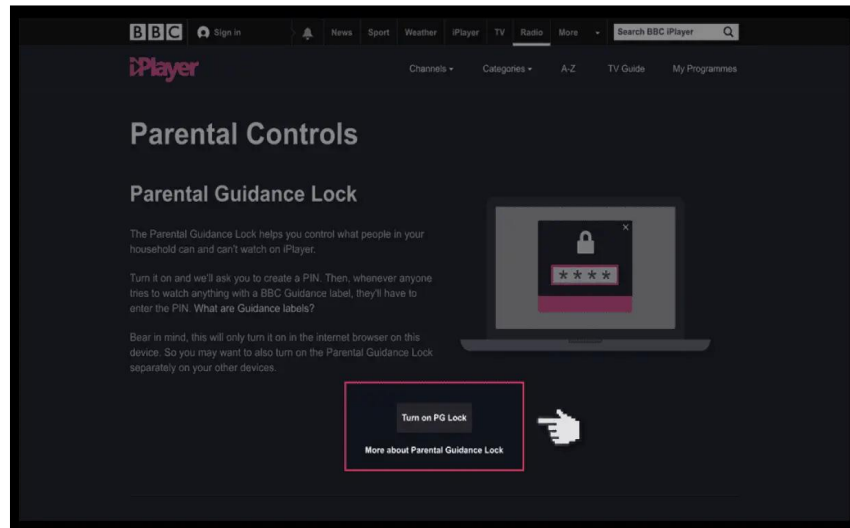 BBC Sign in News Sport Weather iPlayer TV Radio More Search BBC iPlayer
iPlayer Channels Categories A-Z TV Guide My Programmes
Parental Controls
Parental Guidance Lock
The Parental Guidance Lock helps you control what people in your
household can and can't watch on iPlayer.
Turn it on and we'll ask you to create a PIN. Then, whenever anyone
tries to watch anything with a BBC Guidance label, they'll have to
enter the PIN. What are Guidance labels?
Bear in mind, this will only turn it on in the internet browser on this
device. So you may want to also turn on the Parental Guidance Lock
separately on your other devices.
* * * *
Turn on PG Lock
More about Parental Guidance Lock